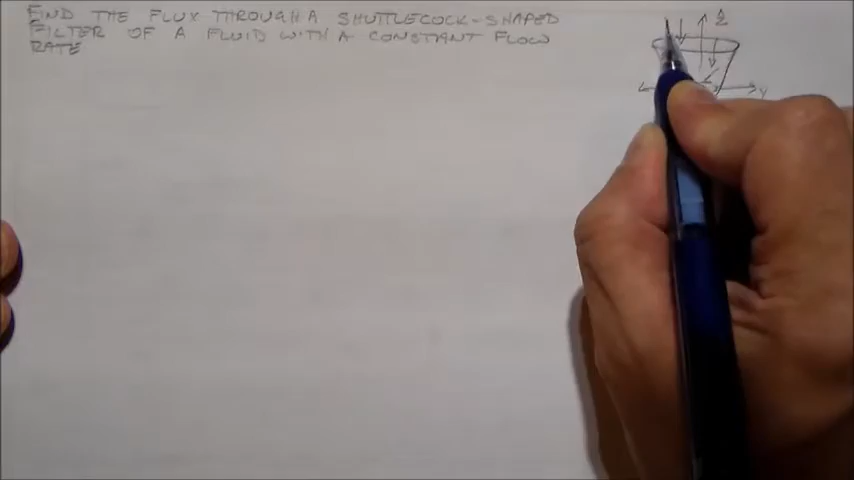 FIND THE FLUX THROUGH A SHUTTLECOCK-SHAPED
FILTER OF A FLUID WITH A CONSTANT FLOW
RATE
ẑ
y